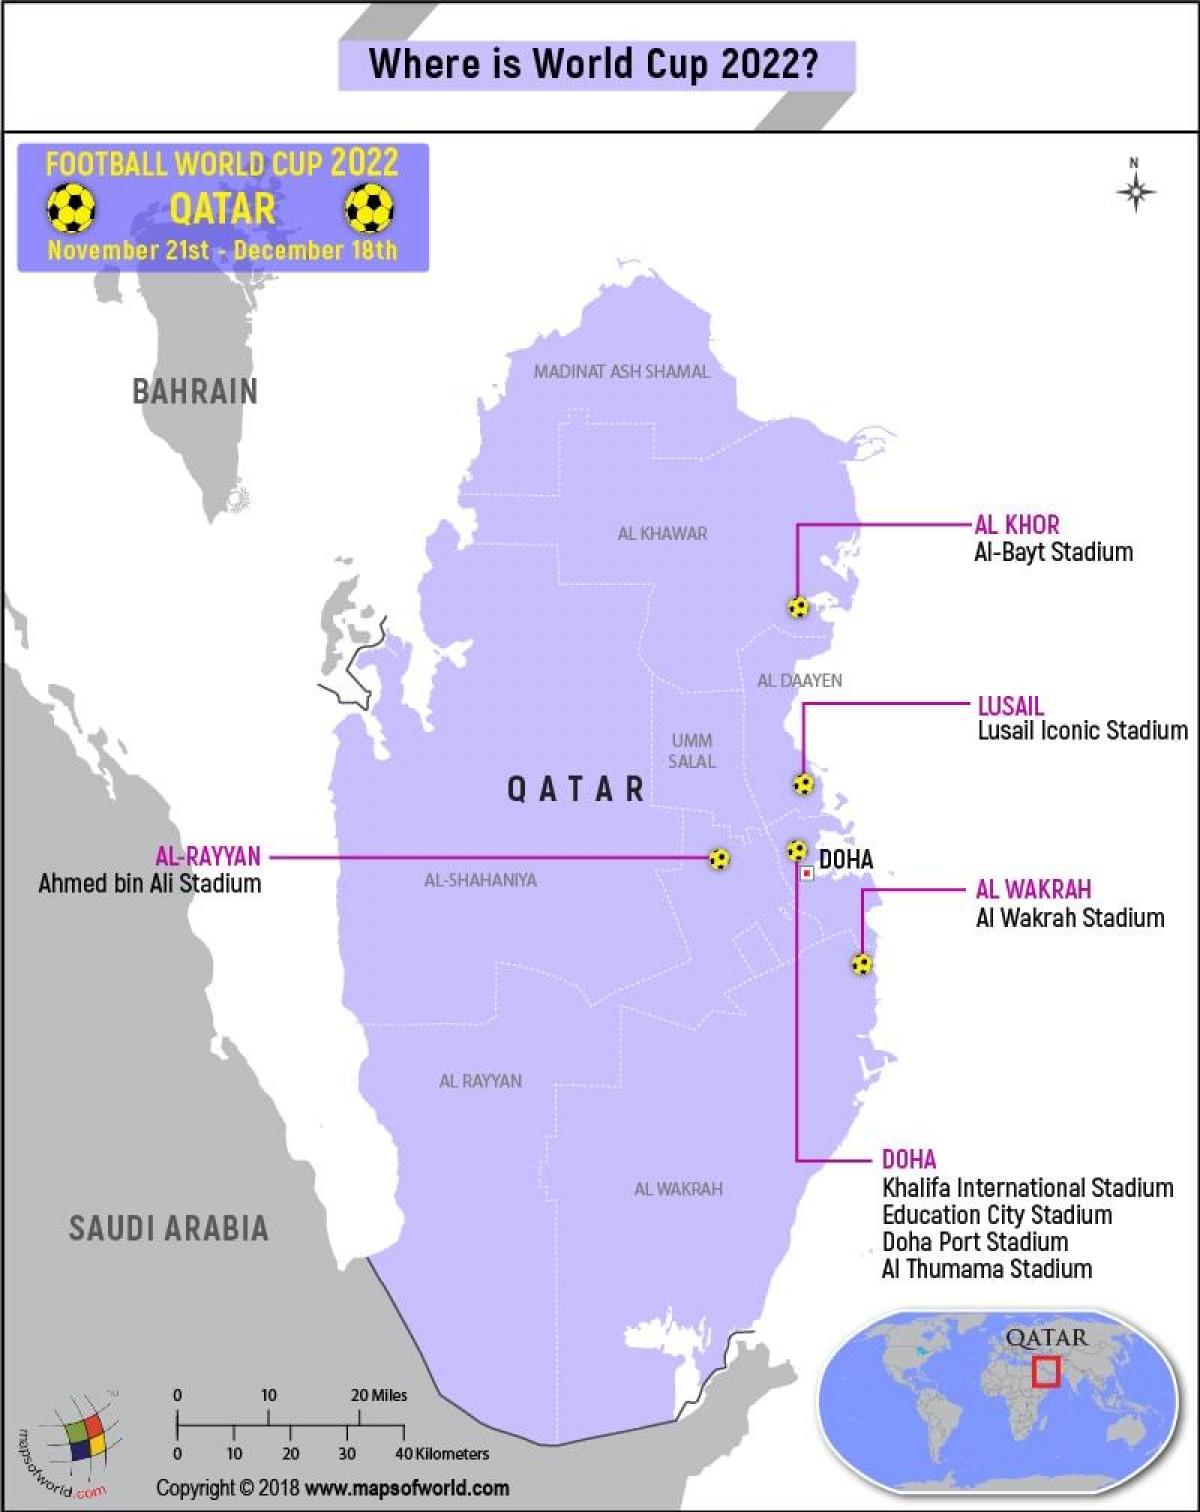 Where is World Cup 2022?
FOOTBALL WORLD CUP 2022
QATAR
November 21st - December 18th
N
BAHRAIN
MADINAT ASH SHAMAL
AL KHAWAR
AL KHOR
Al-Bayt Stadium
AL DAAYEN
LUSAIL
Lusail Iconic Stadium
UMM
SALAL
QATAR
AL-RAYYAN
Ahmed bin Ali Stadium
AL-SHAHANIYA
DOHA
AL WAKRAH
Al Wakrah Stadium
AL RAYYAN
AL WAKRAH
DOHA
Khalifa International Stadium
Education City Stadium
Doha Port Stadium
Al Thumama Stadium
SAUDI ARABIA
QATAR
0 10 20 Miles
0 10 20 30 40 Kilometers
TM
mapsofworld.com
Copyright © 2018 www.mapsofworld.com